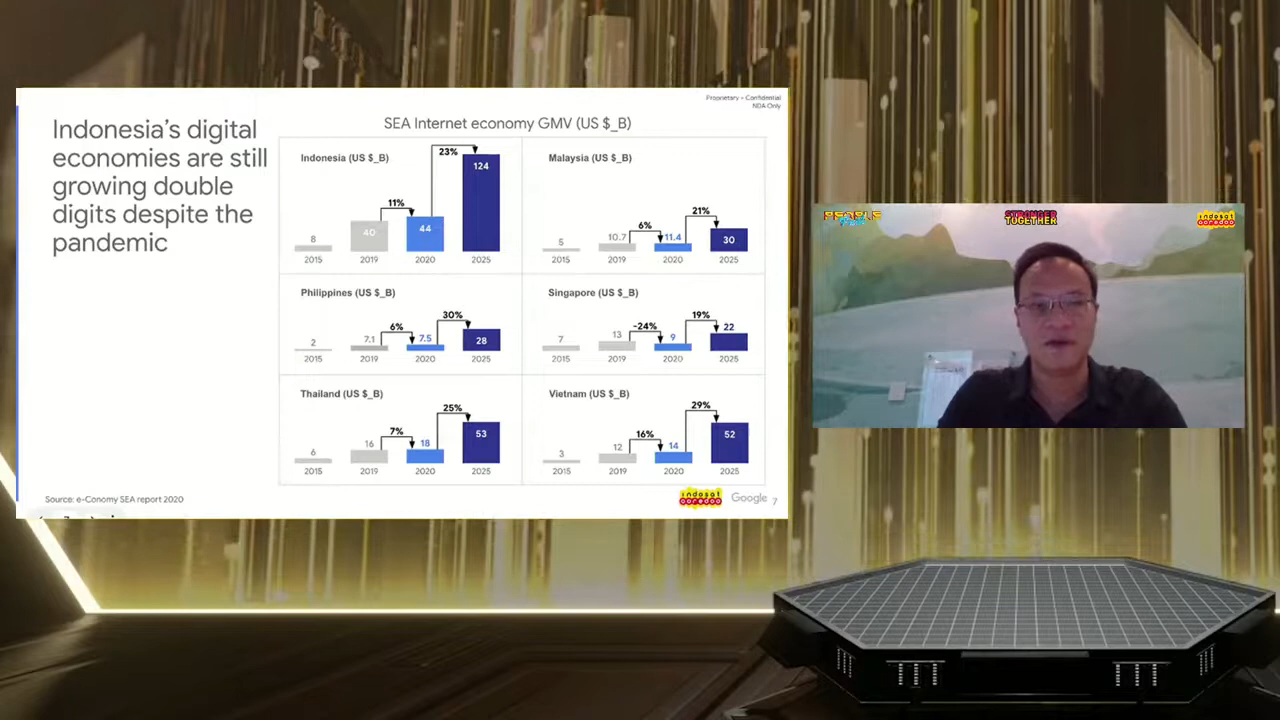 Proprietary + Confidential
NDA Only
Indonesia's digital
economies are still
growing double
digits despite the
pandemic
SEA Internet economy GMV (US $_B)
Indonesia (US $_B)
8
40
11%
44
23%
124
2015
2019
2020
2025
Malaysia (US $_B)
5
10.7
6%
11.4
21%
30
2015
2019
2020
2025
Philippines (US $_B)
2
7.1
6%
7.5
30%
28
2015
2019
2020
2025
Singapore (US $_B)
7
13
-24%
9
19%
22
2015
2019
2020
2025
Thailand (US $_B)
6
16
7%
18
25%
53
2015
2019
2020
2025
Vietnam (US $_B)
3
12
16%
14
29%
52
2015
2019
2020
2025
Source: e-Conomy SEA report 2020
indosat
ooredoo
Google
7
STRONGER
TOGETHER
indosat
ooredoo